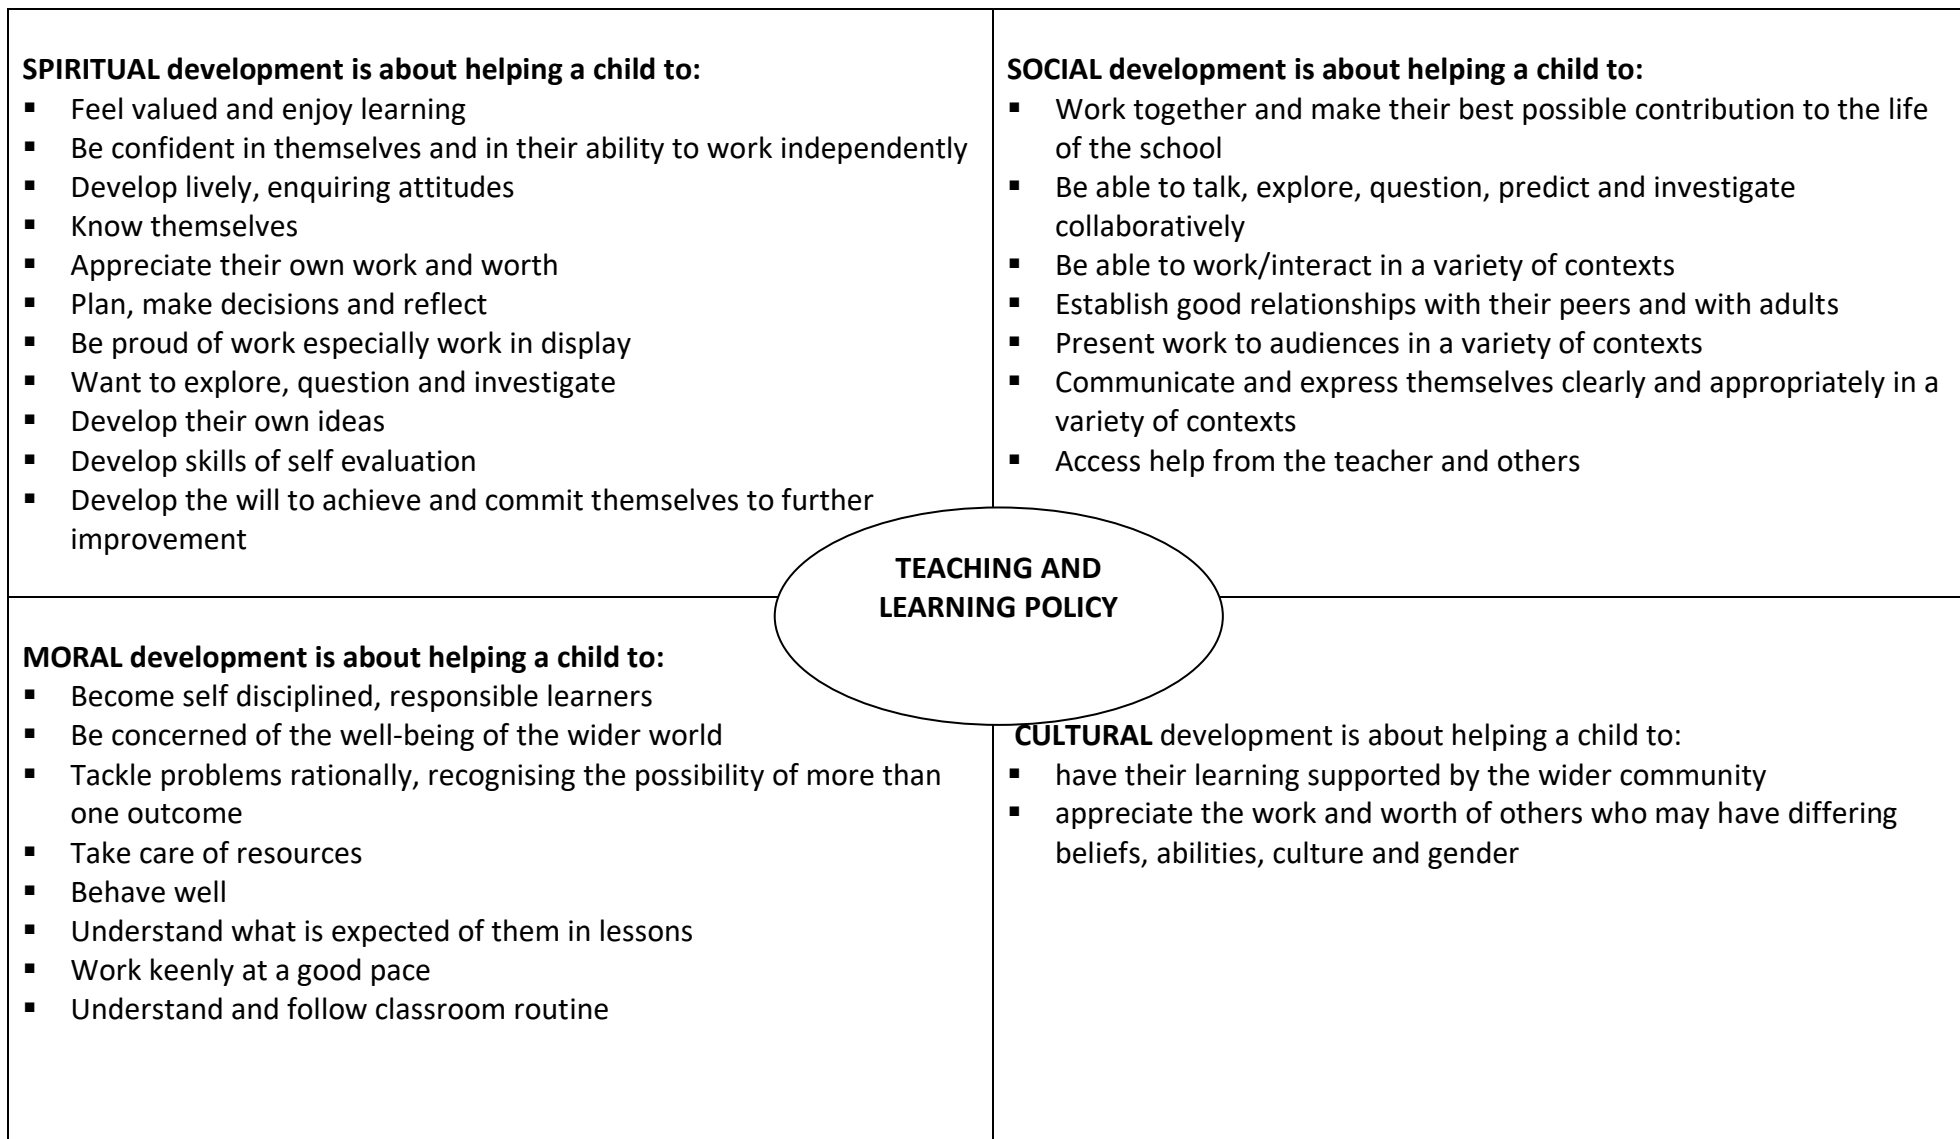 SPIRITUAL development is about helping a child to:
▪ Feel valued and enjoy learning
▪ Be confident in themselves and in their ability to work independently
▪ Develop lively, enquiring attitudes
▪ Know themselves
▪ Appreciate their own work and worth
▪ Plan, make decisions and reflect
▪ Be proud of work especially work in display
▪ Want to explore, question and investigate
▪ Develop their own ideas
▪ Develop skills of self evaluation
▪ Develop the will to achieve and commit themselves to further
improvement
SOCIAL development is about helping a child to:
▪ Work together and make their best possible contribution to the life
of the school
▪ Be able to talk, explore, question, predict and investigate
collaboratively
▪ Be able to work/interact in a variety of contexts
▪ Establish good relationships with their peers and with adults
▪ Present work to audiences in a variety of contexts
▪ Communicate and express themselves clearly and appropriately in a
variety of contexts
▪ Access help from the teacher and others
TEACHING AND
LEARNING POLICY
MORAL development is about helping a child to:
▪ Become self disciplined, responsible learners
▪ Be concerned of the well-being of the wider world
▪ Tackle problems rationally, recognising the possibility of more than
one outcome
▪ Take care of resources
▪ Behave well
▪ Understand what is expected of them in lessons
▪ Work keenly at a good pace
▪ Understand and follow classroom routine
CULTURAL development is about helping a child to:
▪ have their learning supported by the wider community
▪ appreciate the work and worth of others who may have differing
beliefs, abilities, culture and gender